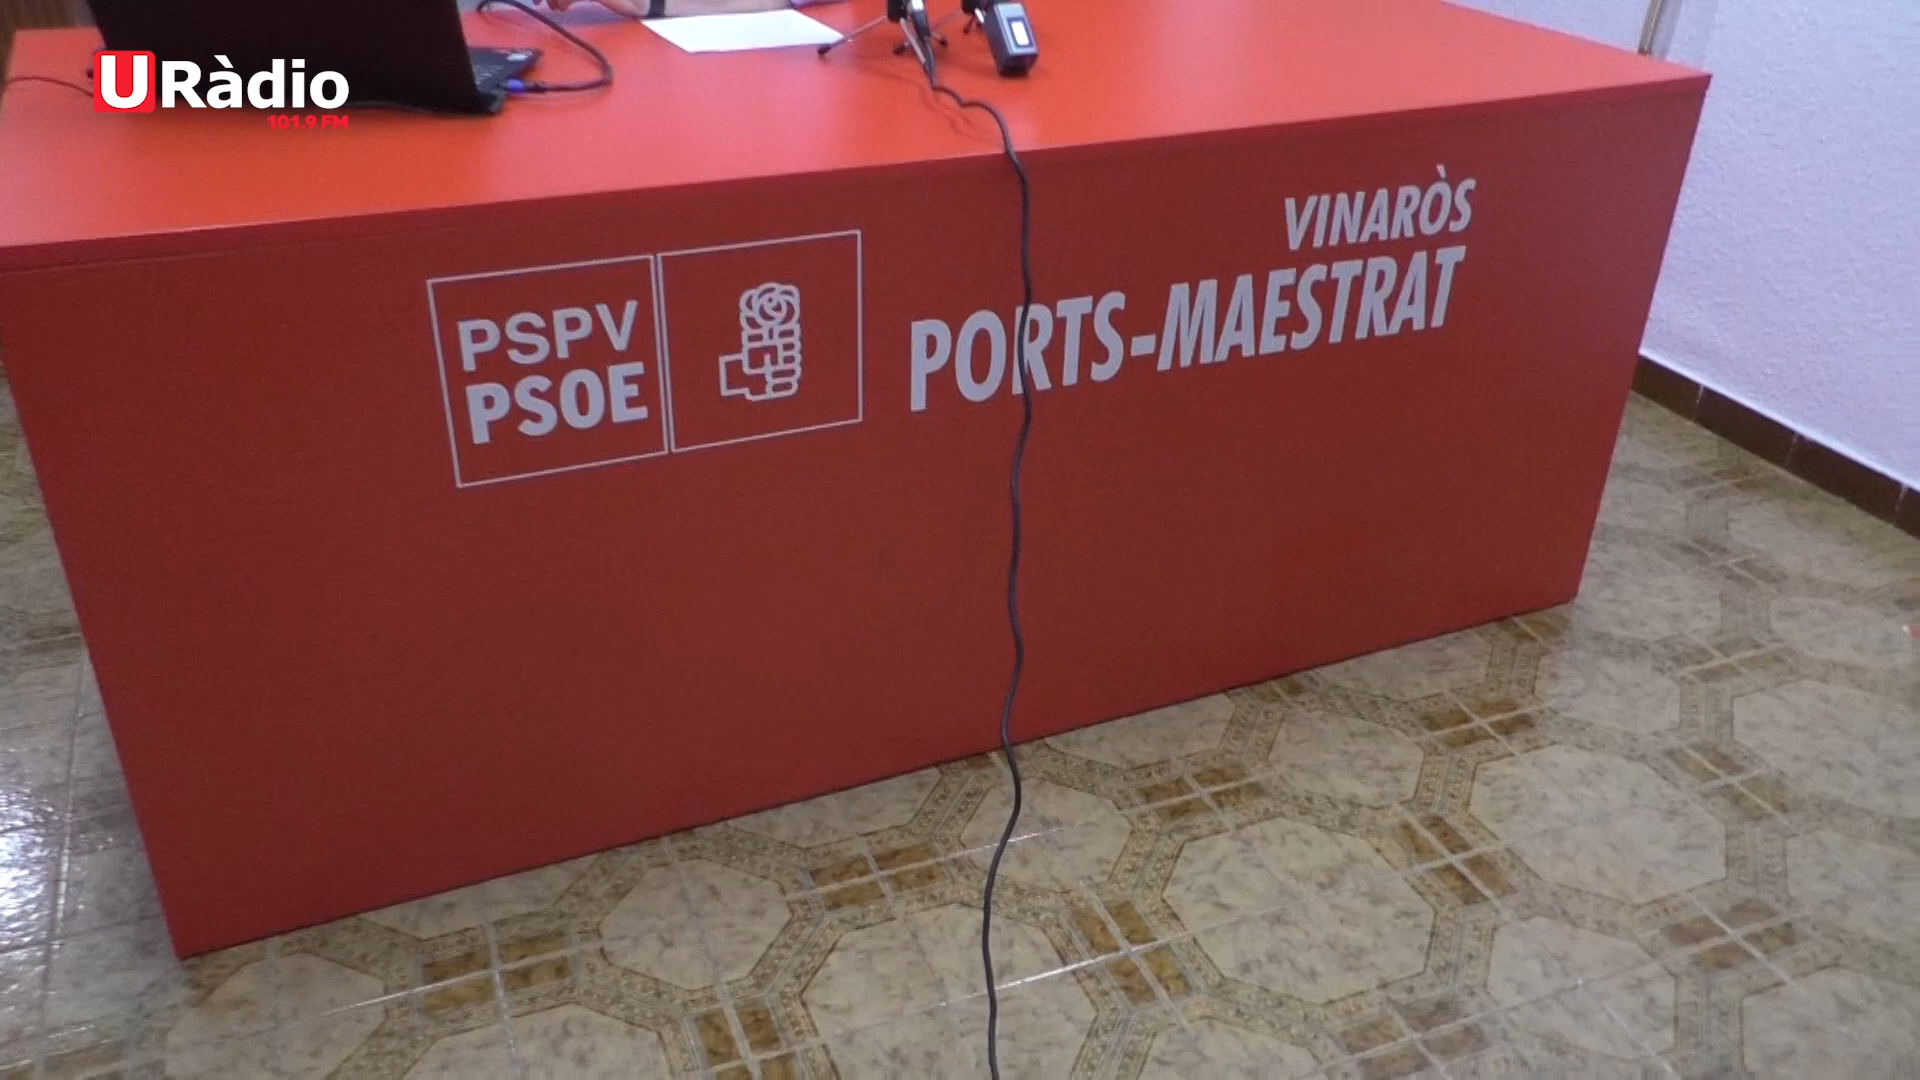 URàdio
101.9 FM
PSPV
PSOE
VINARÒS
PORTS-MAESTRAT